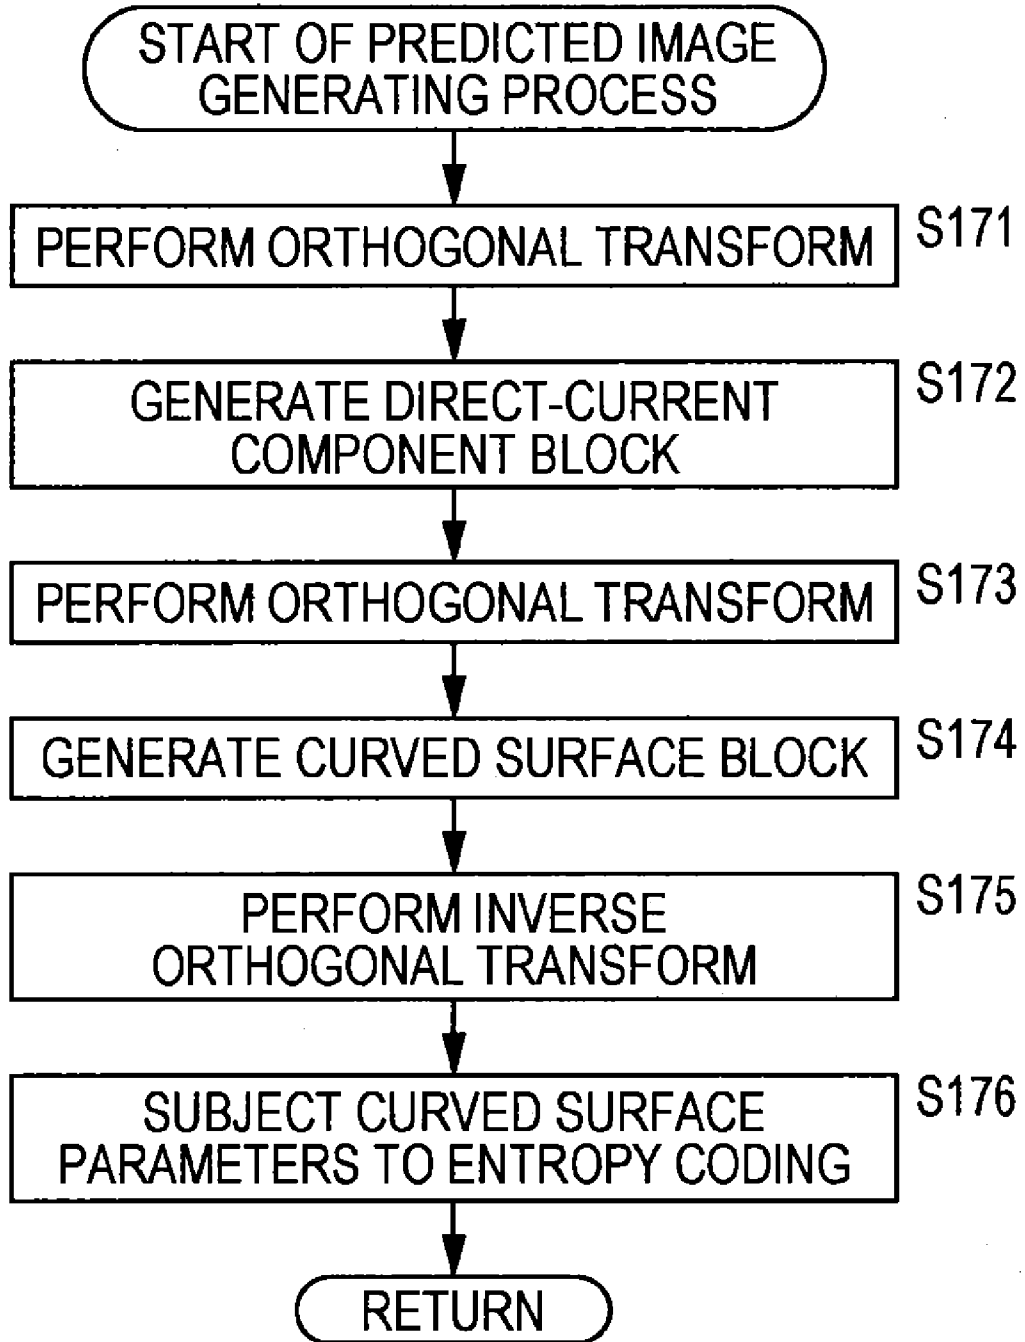 START OF PREDICTED IMAGE
GENERATING PROCESS
PERFORM ORTHOGONAL TRANSFORM
S171
GENERATE DIRECT-CURRENT
COMPONENT BLOCK
S172
PERFORM ORTHOGONAL TRANSFORM
S173
GENERATE CURVED SURFACE BLOCK
S174
PERFORM INVERSE
ORTHOGONAL TRANSFORM
S175
SUBJECT CURVED SURFACE
PARAMETERS TO ENTROPY CODING
S176
RETURN